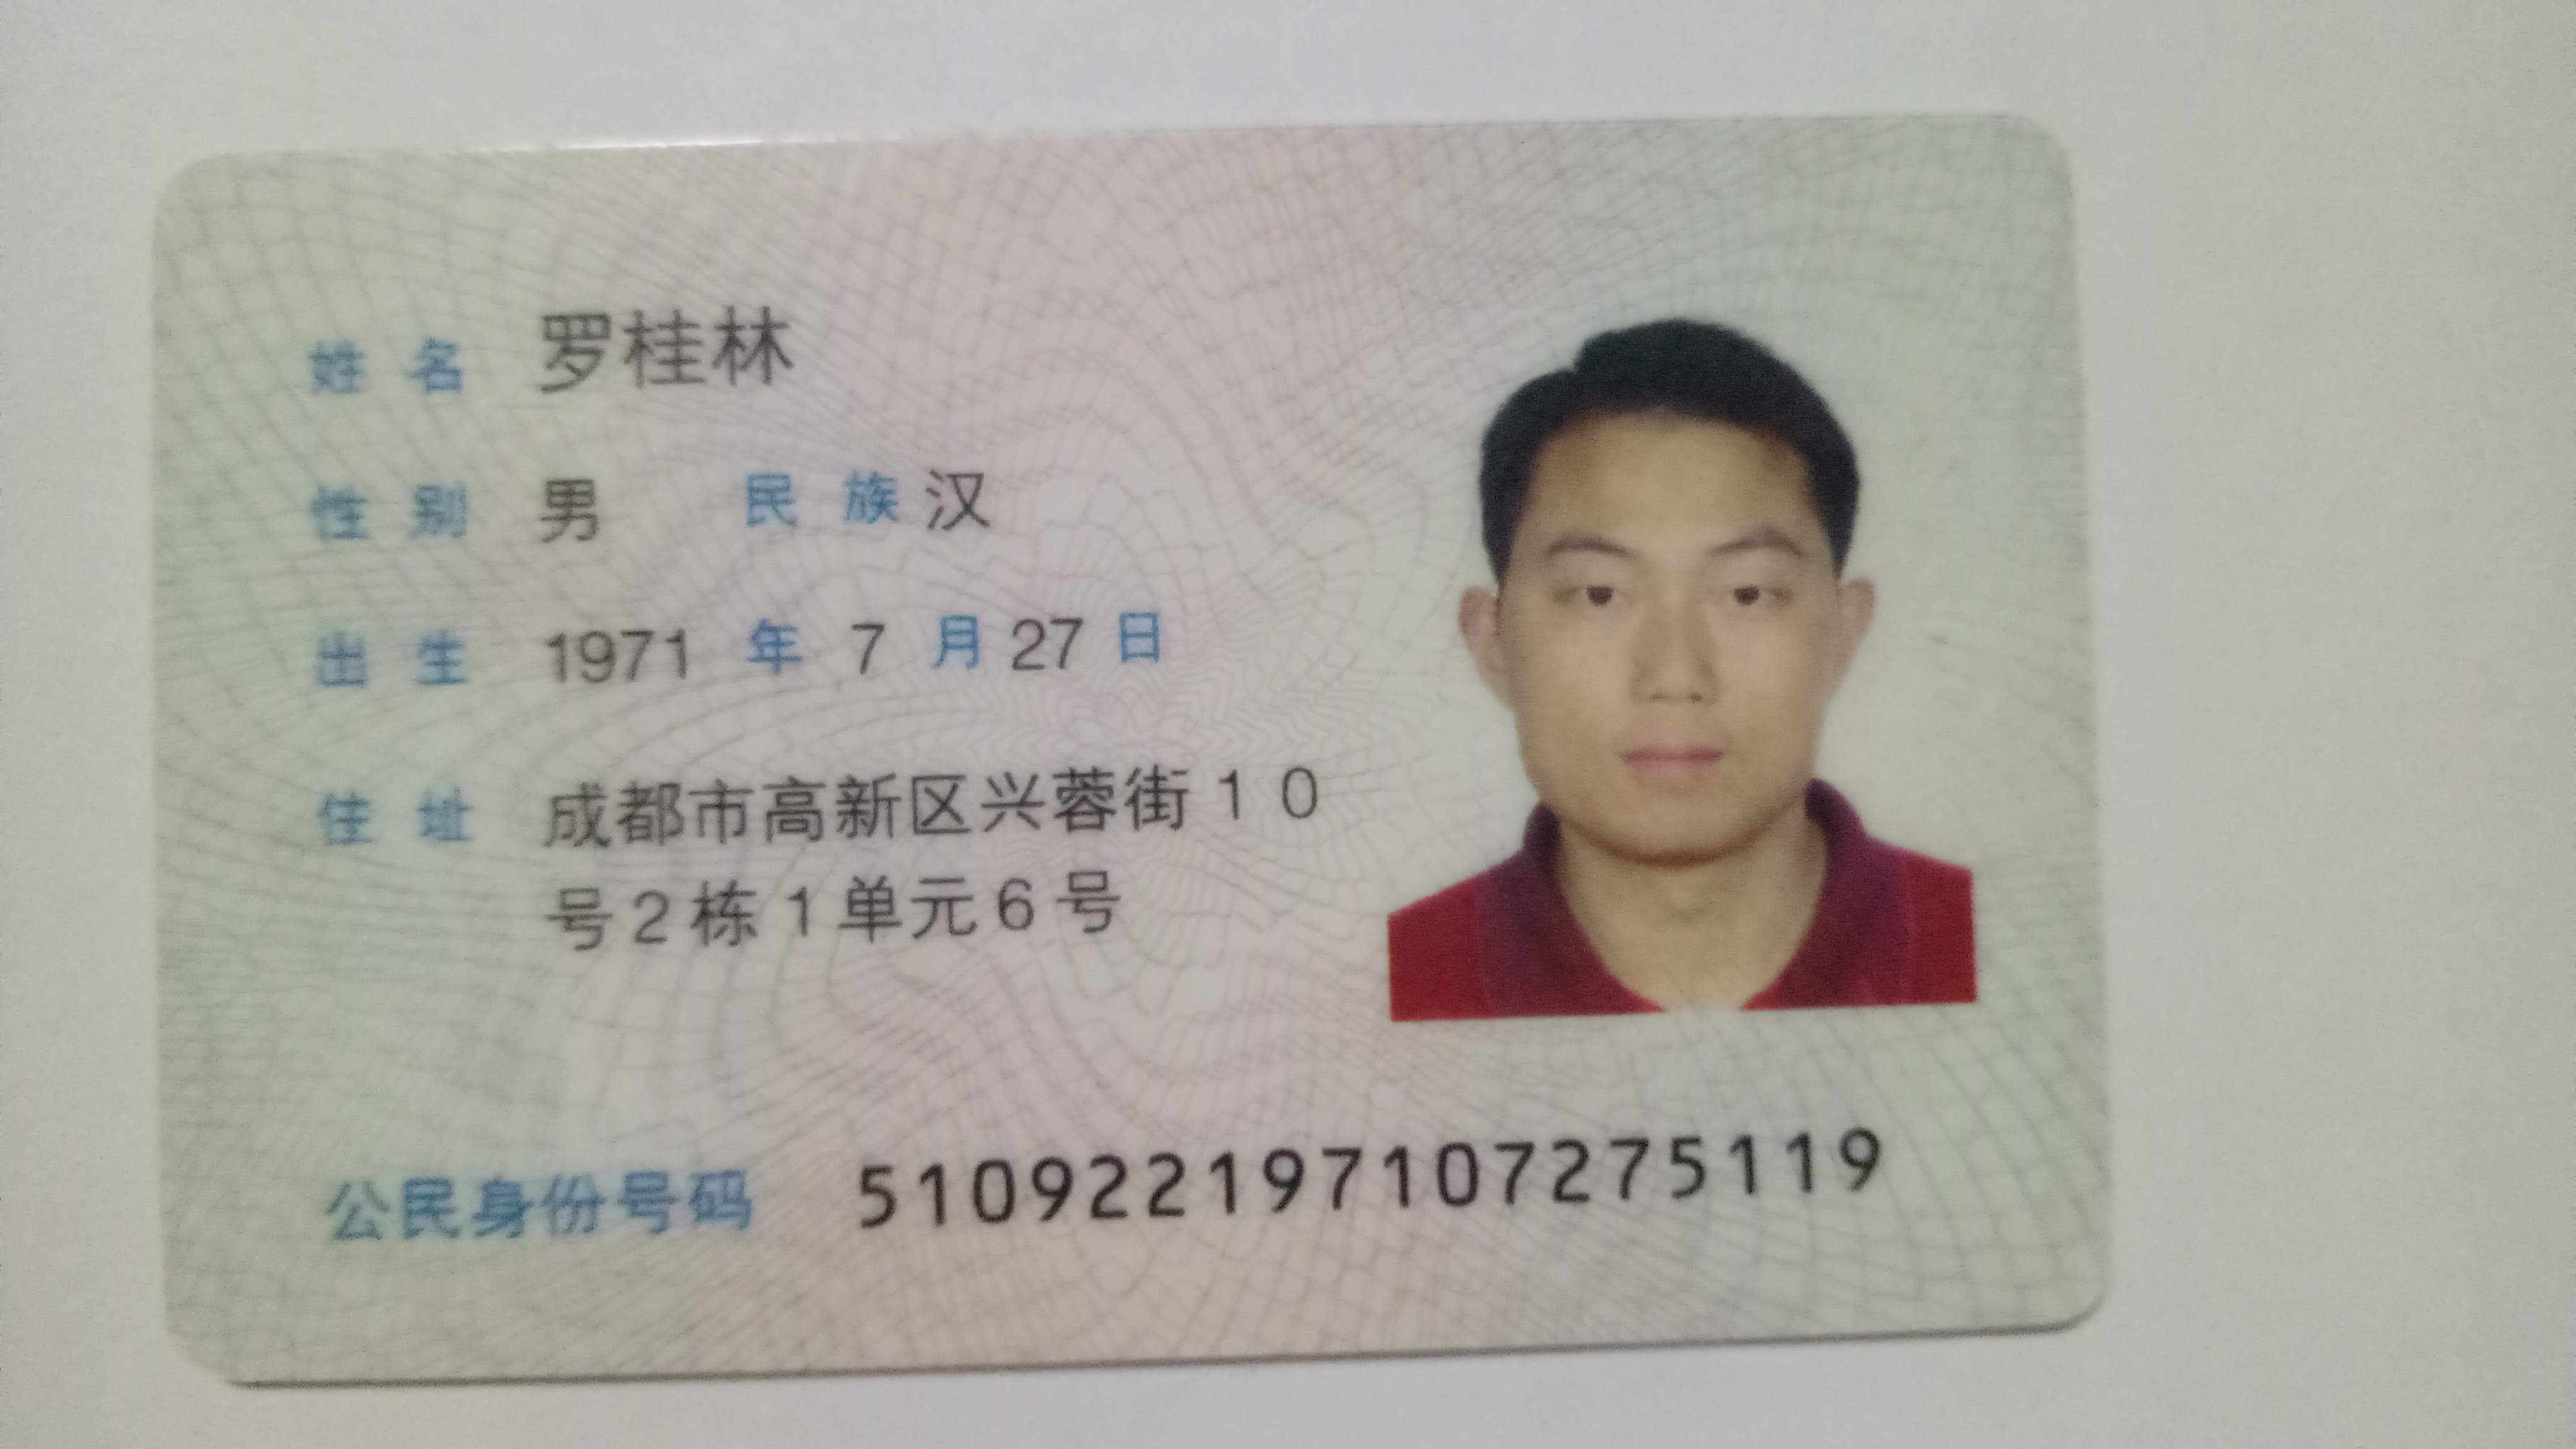 姓名 罗桂林
性别 男 民族 汉
出生 1971 年 7 月 27 日
住址 成都市高新区兴蓉街10
号2栋1单元6号
公民身份号码 510922197107275119